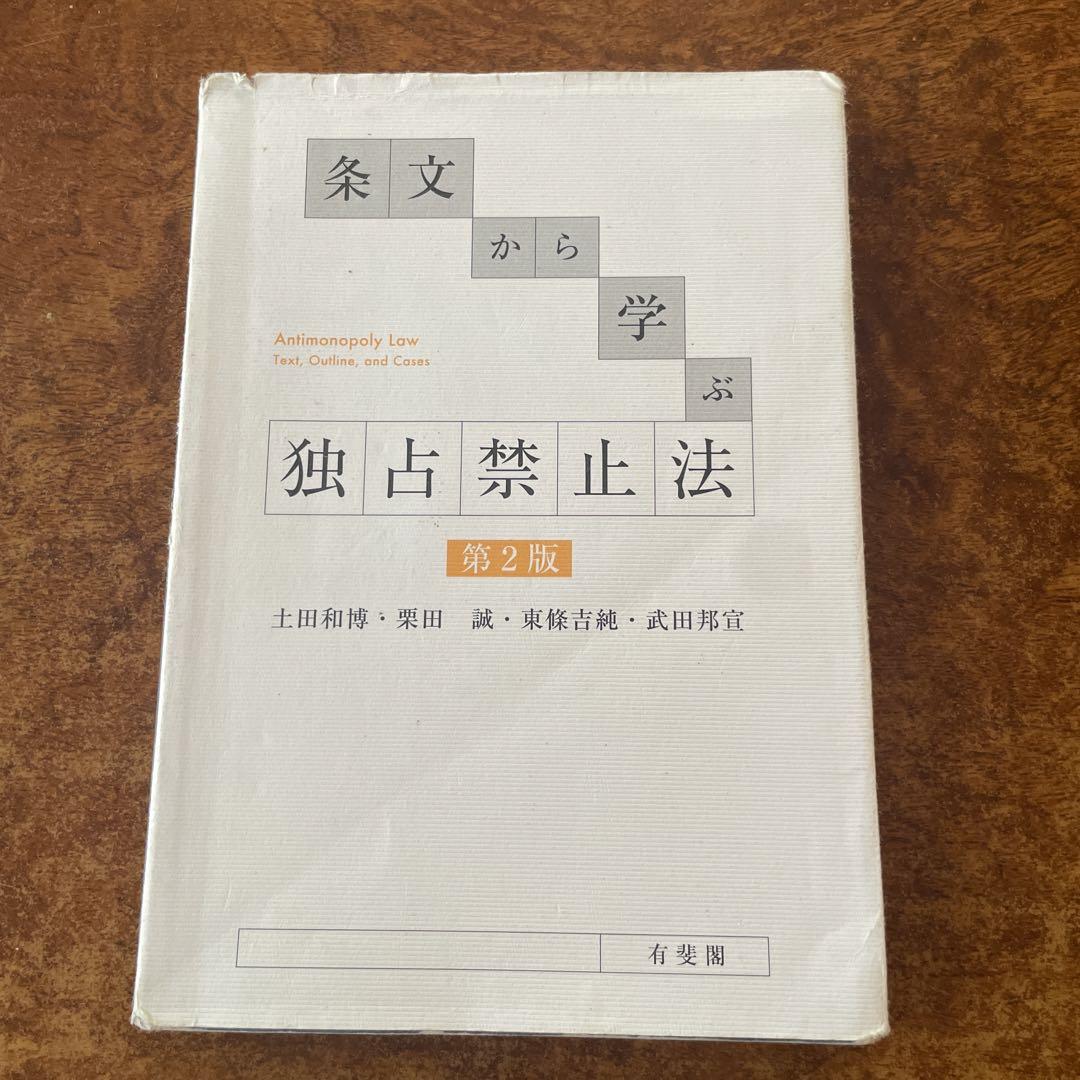 条文から学ぶ
Antimonopoly Law
Text, Outline, and Cases
独占禁止法
第2版
土田和博・栗田　誠・東條吉純・武田邦宣
有斐閣